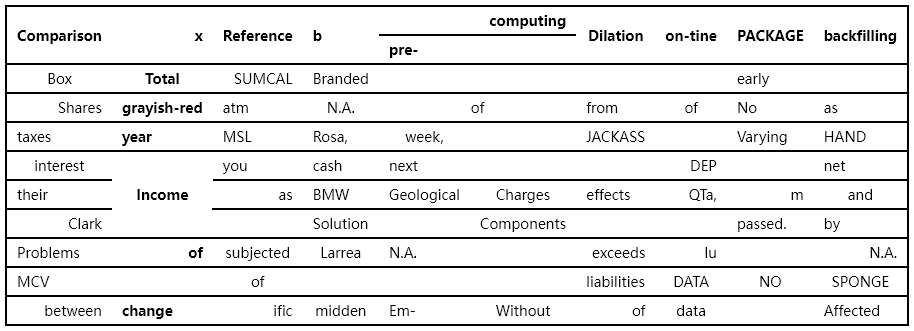 computing
Comparison x Reference b Dilation on-tine PACKAGE backfilling
pre-
Box Total SUMCAL Branded early
Shares grayish-red atm N.A. of from of No as
taxes year MSL Rosa, week, JACKASS Varying HAND
interest you cash next DEP net
their Income as BMW Geological Charges effects QTa, m and
Clark Solution Components passed. by
Problems of subjected Larrea N.A. exceeds lu N.A.
MCV of liabilities DATA NO SPONGE
between change ific midden Em- Without of data Affected